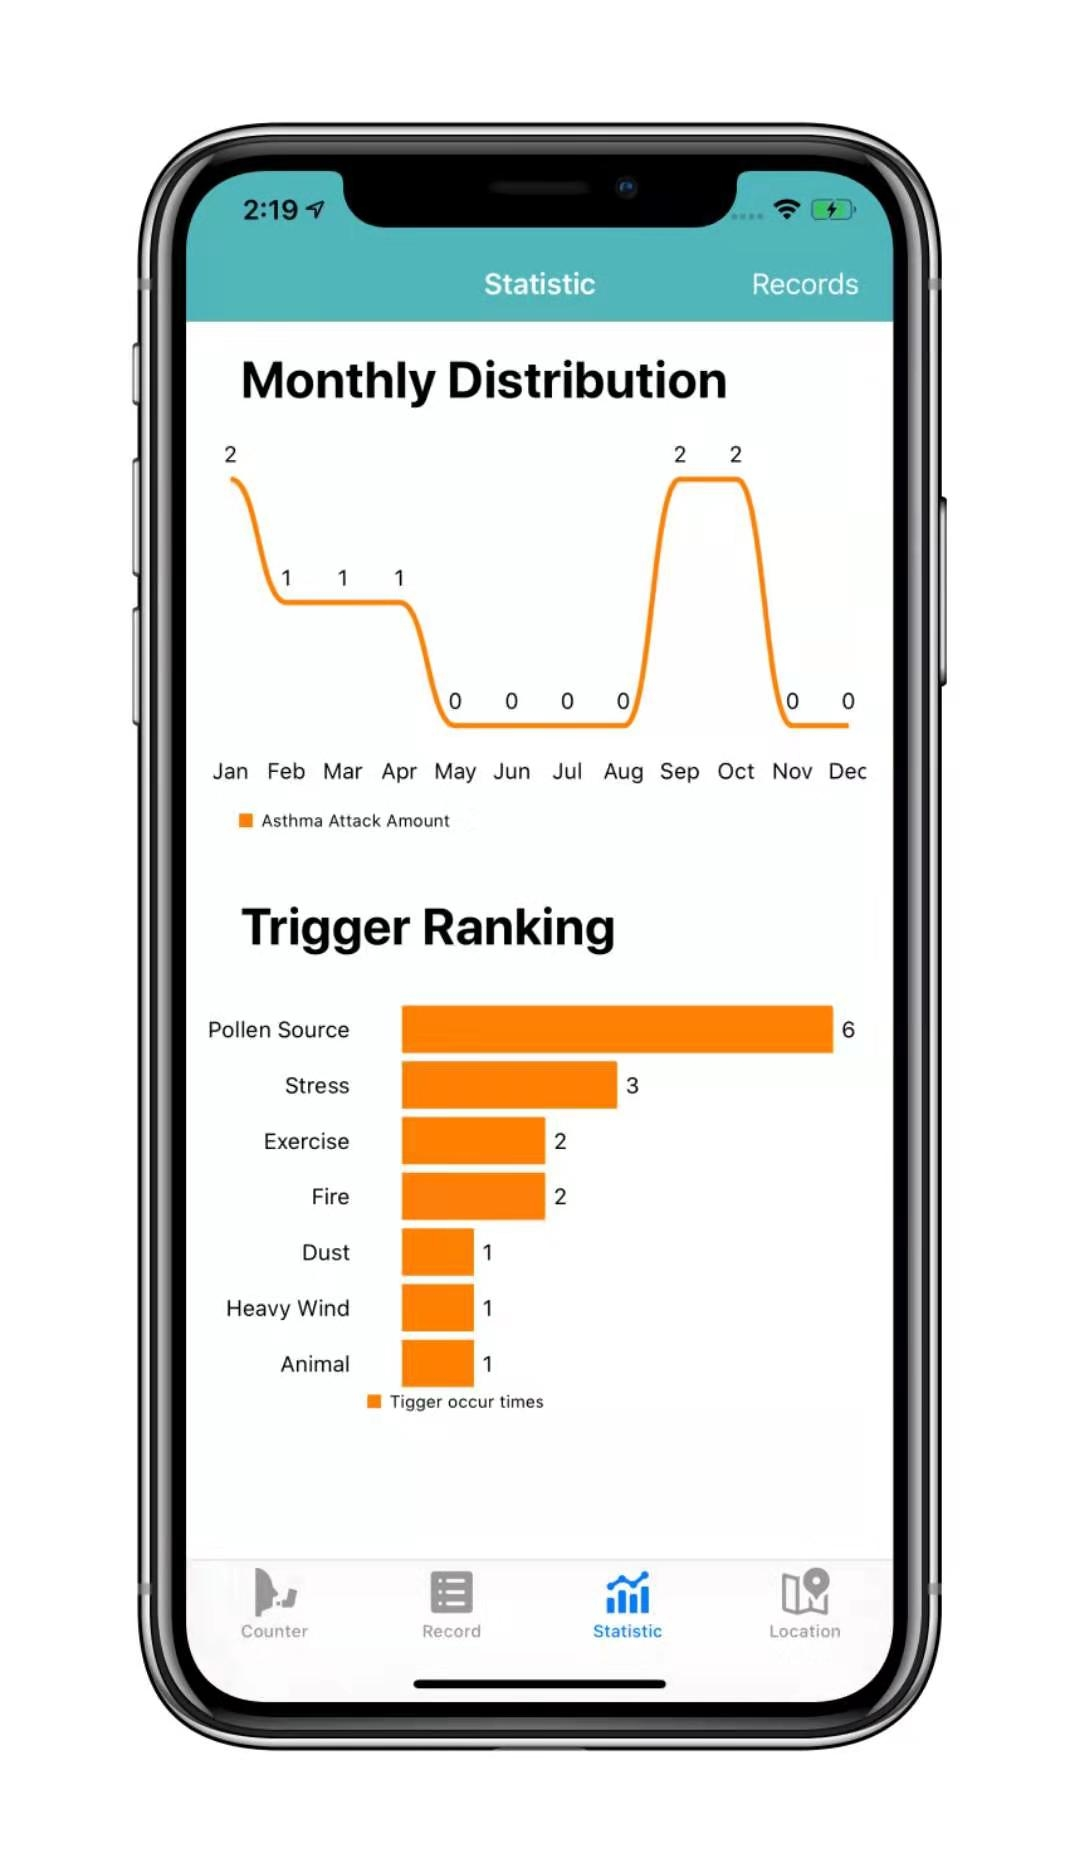 2:19
Statistic Records
Monthly Distribution
2 2 2
1 1 1
0 0 0 0 0 0
Jan Feb Mar Apr May Jun Jul Aug Sep Oct Nov Dec
Asthma Attack Amount
Trigger Ranking
Pollen Source 6
Stress 3
Exercise 2
Fire 2
Dust 1
Heavy Wind 1
Animal 1
Tigger occur times
Counter Record Statistic Location